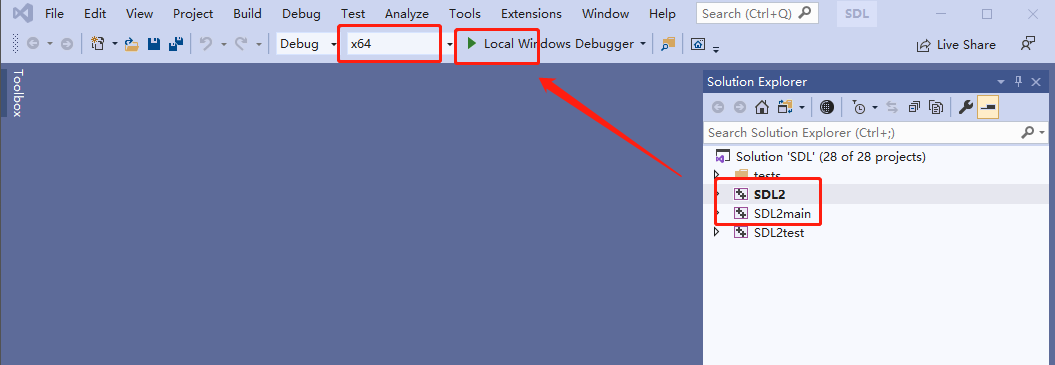 File Edit View Project Build Debug Test Analyze Tools Extensions Window Help Search (Ctrl+Q) SDL
Debug x64 Local Windows Debugger Live Share
Toolbox
Solution Explorer
Search Solution Explorer (Ctrl+;)
Solution 'SDL' (28 of 28 projects)
tests
SDL2
SDL2main
SDL2test